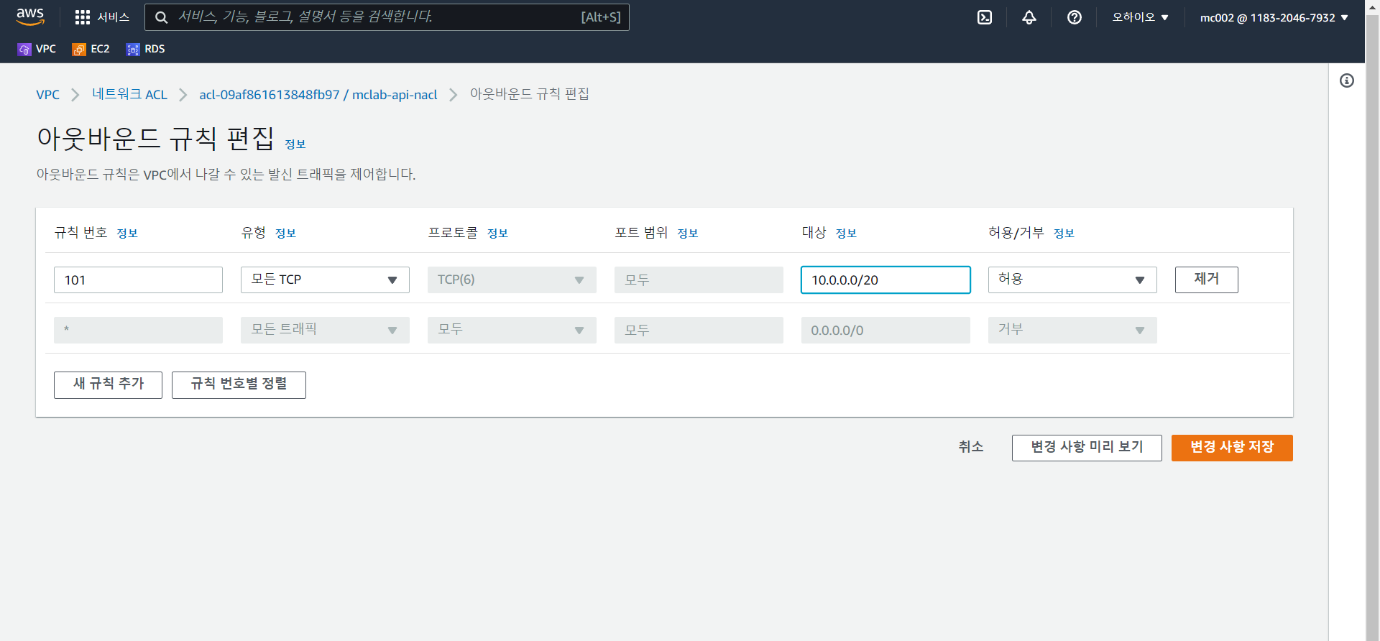 aws
서비스
서비스, 기능, 블로그, 설명서 등을 검색합니다.
[Alt+S]
오하이오
mc002 @ 1183-2046-7932
VPC
EC2
RDS
VPC
네트워크 ACL
acl-09af861613848fb97 / mclab-api-nacl
아웃바운드 규칙 편집
아웃바운드 규칙 편집 정보
아웃바운드 규칙은 VPC에서 나갈 수 있는 발신 트래픽을 제어합니다.
규칙 번호 정보
유형 정보
프로토콜 정보
포트 범위 정보
대상 정보
허용/거부 정보
101
모든 TCP
TCP(6)
모두
10.0.0.0/20
허용
제거
*
모든 트래픽
모두
모두
0.0.0.0/0
거부
새 규칙 추가
규칙 번호별 정렬
취소
변경 사항 미리 보기
변경 사항 저장